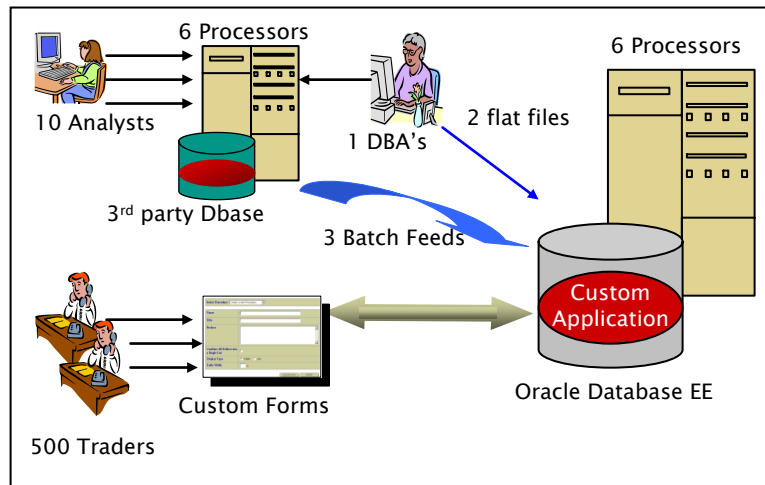 6 Processors
6 Processors
10 Analysts
1 DBA's
2 flat files
3rd party Dbase
3 Batch Feeds
Custom
Application
Custom Forms
Oracle Database EE
500 Traders